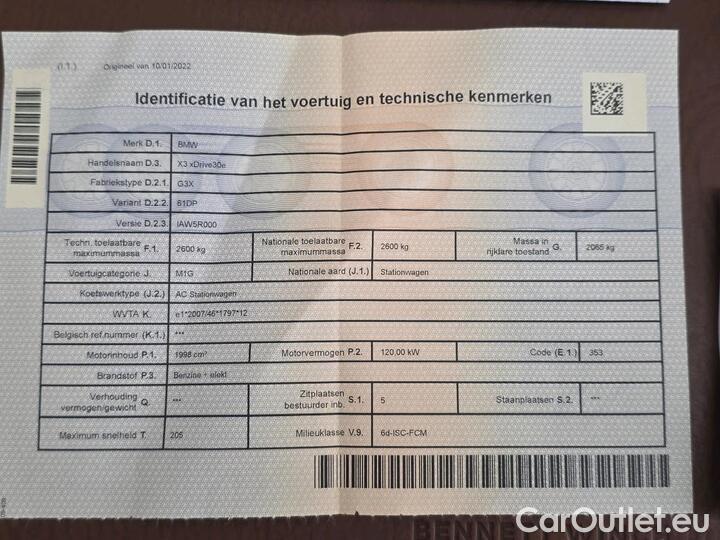 (I.1.) Origineel van 10/01/2022
Identificatie van het voertuig en technische kenmerken
Merk D.1. BMW
Handelsnaam D.3. X3 xDrive30e
Fabriekstype D.2.1. G3X
Variant D.2.2. 61DP
Versie D.2.3. IAW5R000
Techn. toelaatbare maximummassa F.1. 2600 kg Nationale toelaatbare maximummassa F.2. 2600 kg Massa in rijklare toestand G. 2065 kg
Voertuigcategorie J. M1G Nationale aard (J.1.) Stationwagen
Koetswerktype (J.2.) AC Stationwagen
WVTA K. e1*2007/46*1797*12
Belgisch ref.nummer (K.1.) ***
Motorinhoud P.1. 1998 cm³ Motorvermogen P.2. 120,00 kW Code (E.1.) 353
Brandstof P.3. Benzine + elekt
Verhouding vermogen/gewicht Q. *** Zitplaatsen bestuurder inb. S.1. 5 Staanplaatsen S.2. ***
Maximum snelheid T. 205 Milieuklasse V.9. 6d-ISC-FCM
CarOutlet.eu